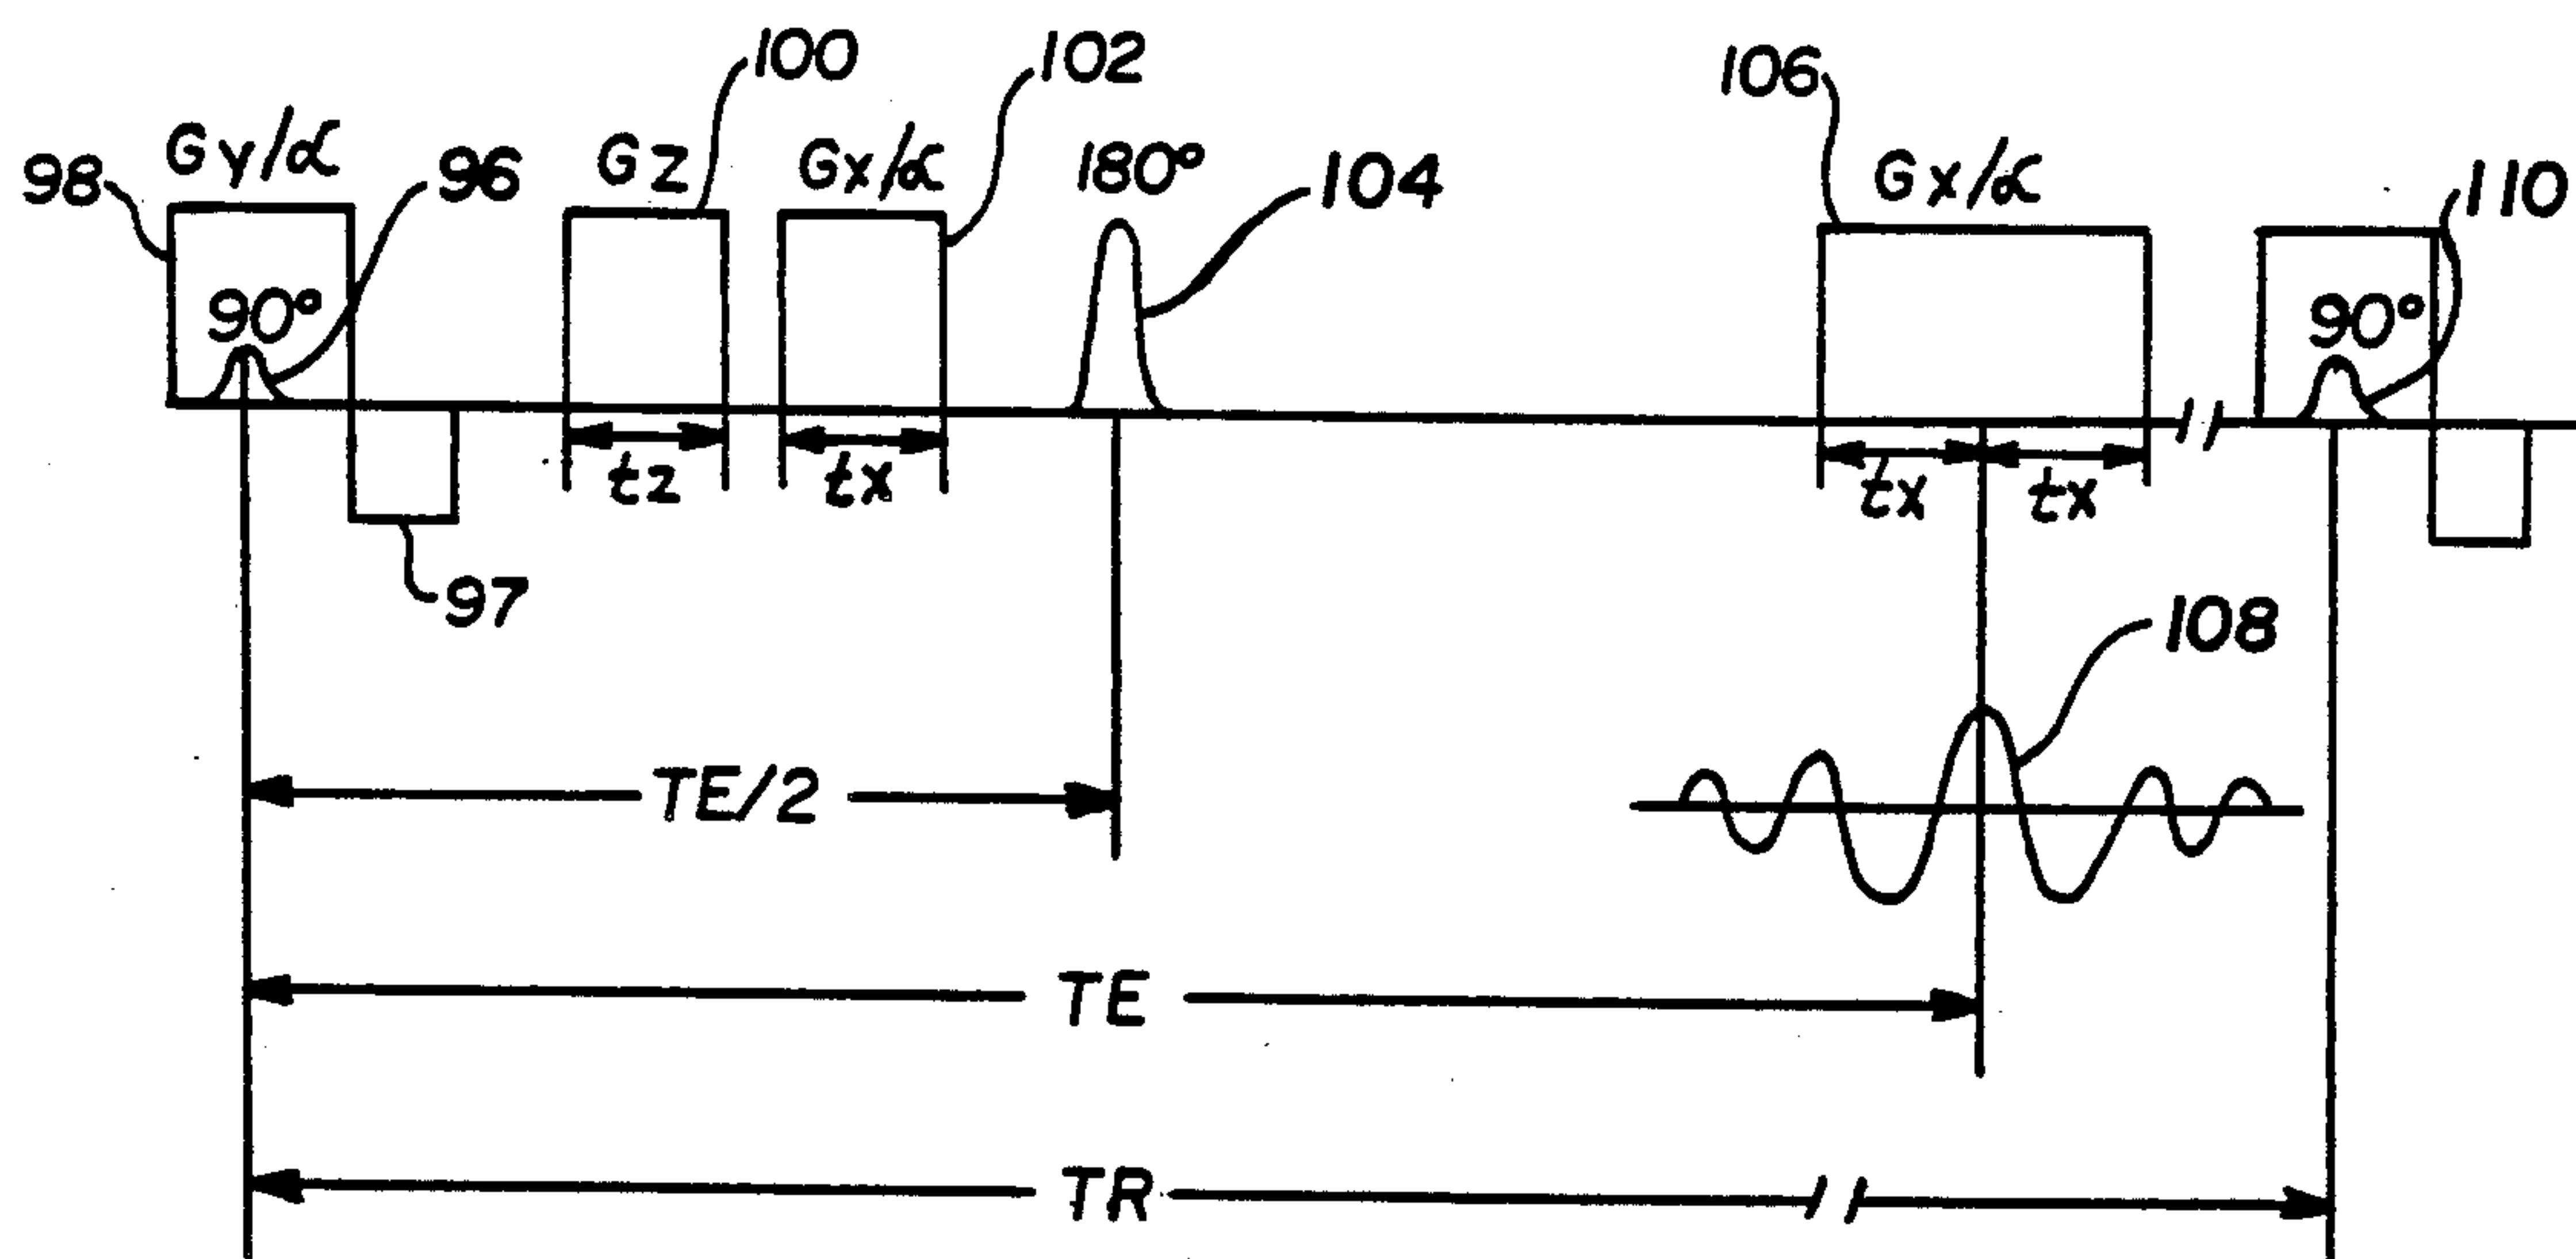 100
102
106
98
Gy/α
96
Gz
Gx/α
180°
104
Gx/α
110
90°
90°
tz
tx
tx
tx
97
108
TE/2
TE
TR